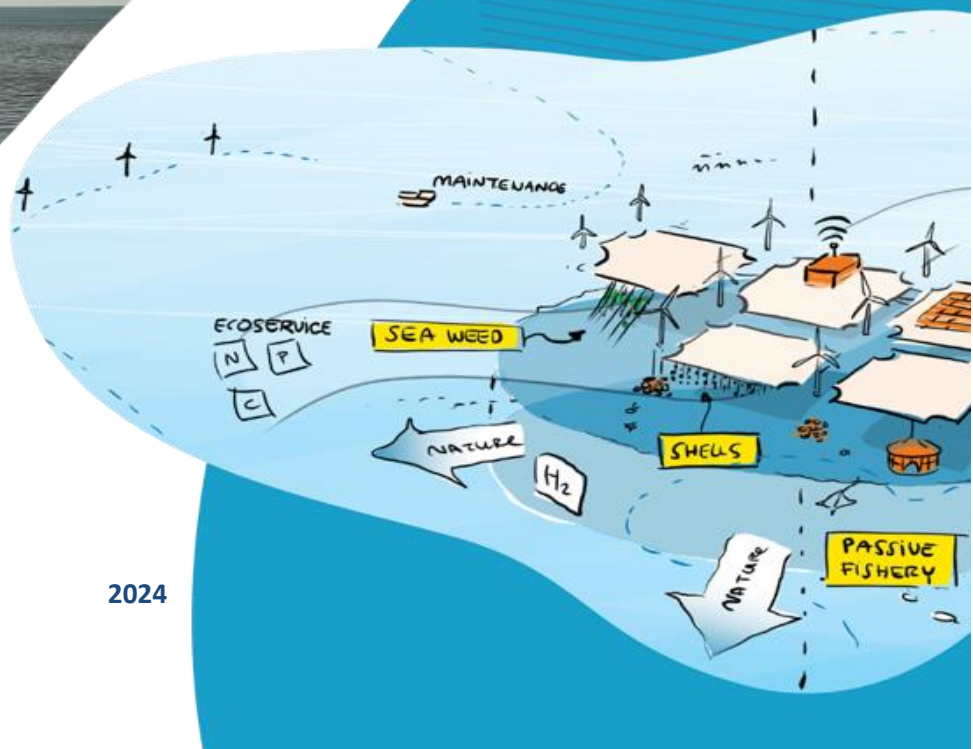 MAINTENANCE
ECOSERVICE
N P
C
SEA WEED
NATURE
H2
SHELLS
NATURE
PASSIVE
FISHERY
2024